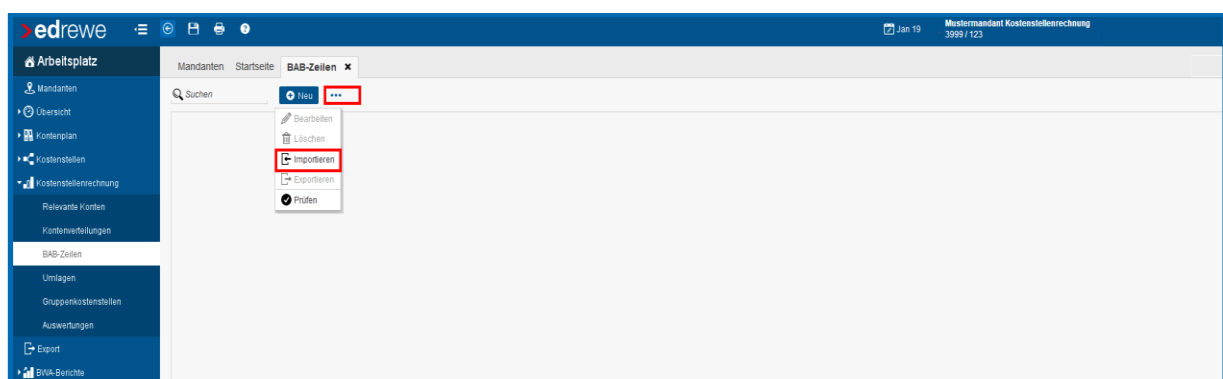 edrewe
Jan 19
Mustermandant Kostenstellenrechnung
3999 / 123
Arbeitsplatz
Mandanten
Übersicht
Kontenplan
Kostenstellen
Kostenstellenrechnung
Relevante Konten
Kontenverteilungen
BAB-Zeilen
Umlagen
Gruppenkostenstellen
Auswertungen
Export
BWA-Berichte
Mandanten Startseite BAB-Zeilen
Suchen
Neu
Bearbeiten
Löschen
Importieren
Exportieren
Prüfen